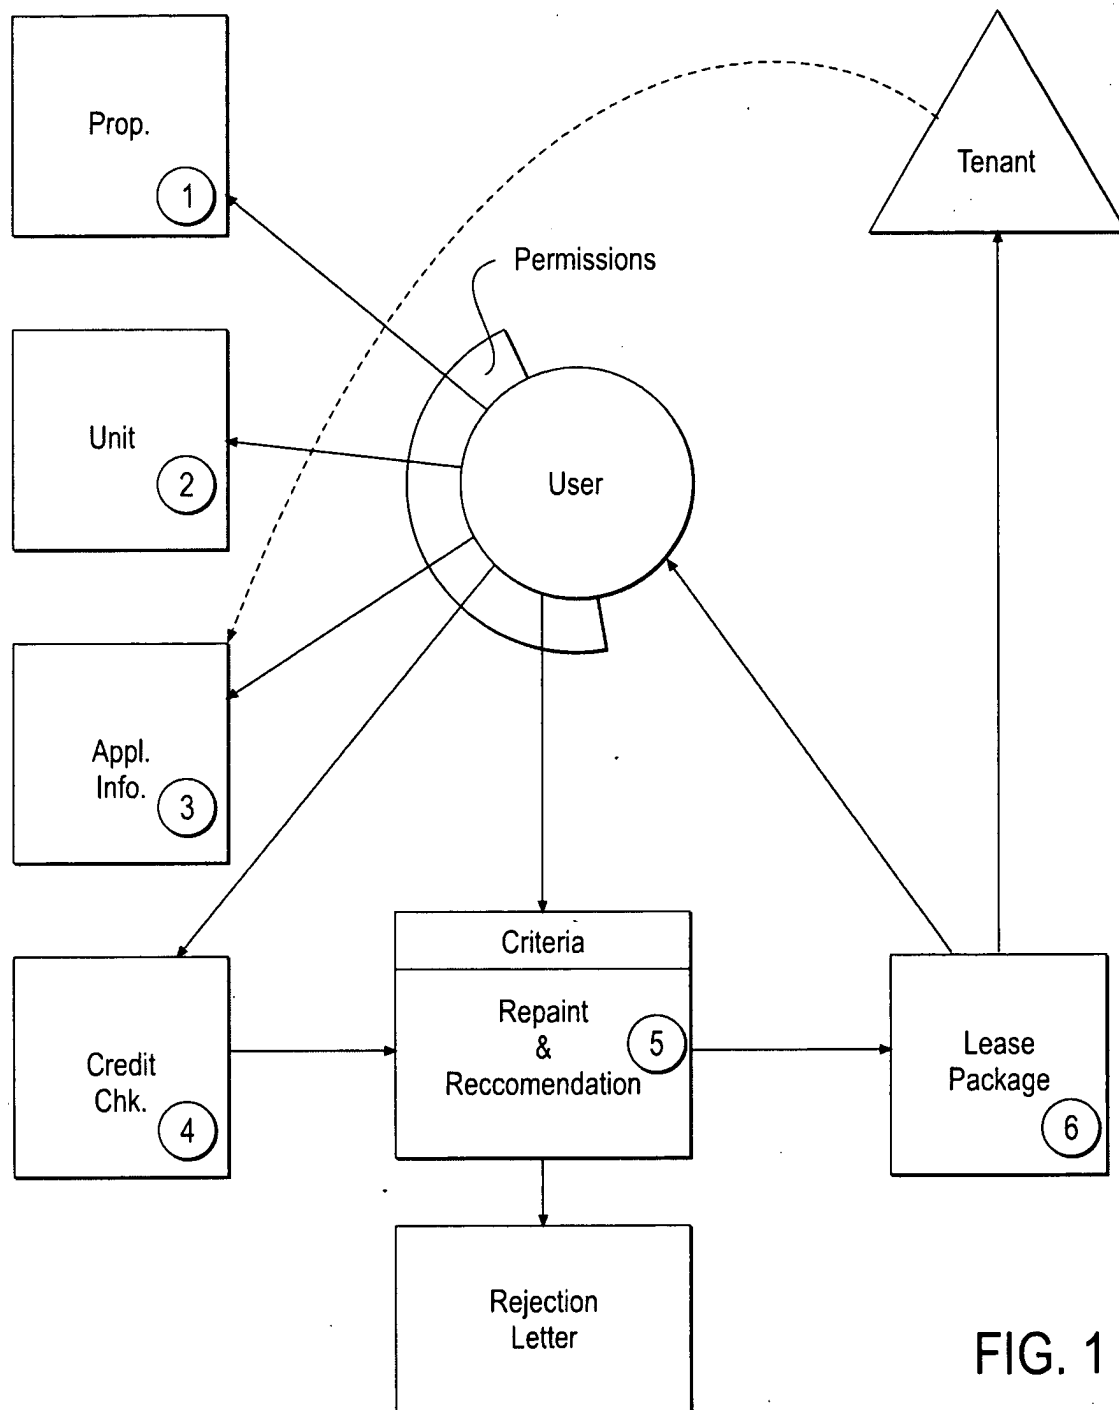 Prop.
1
Tenant
Permissions
Unit
2
User
Appl.
Info.
3
Criteria
Repaint
&
Reccomendation
5
Credit
Chk.
4
Lease
Package
6
Rejection
Letter
FIG. 1